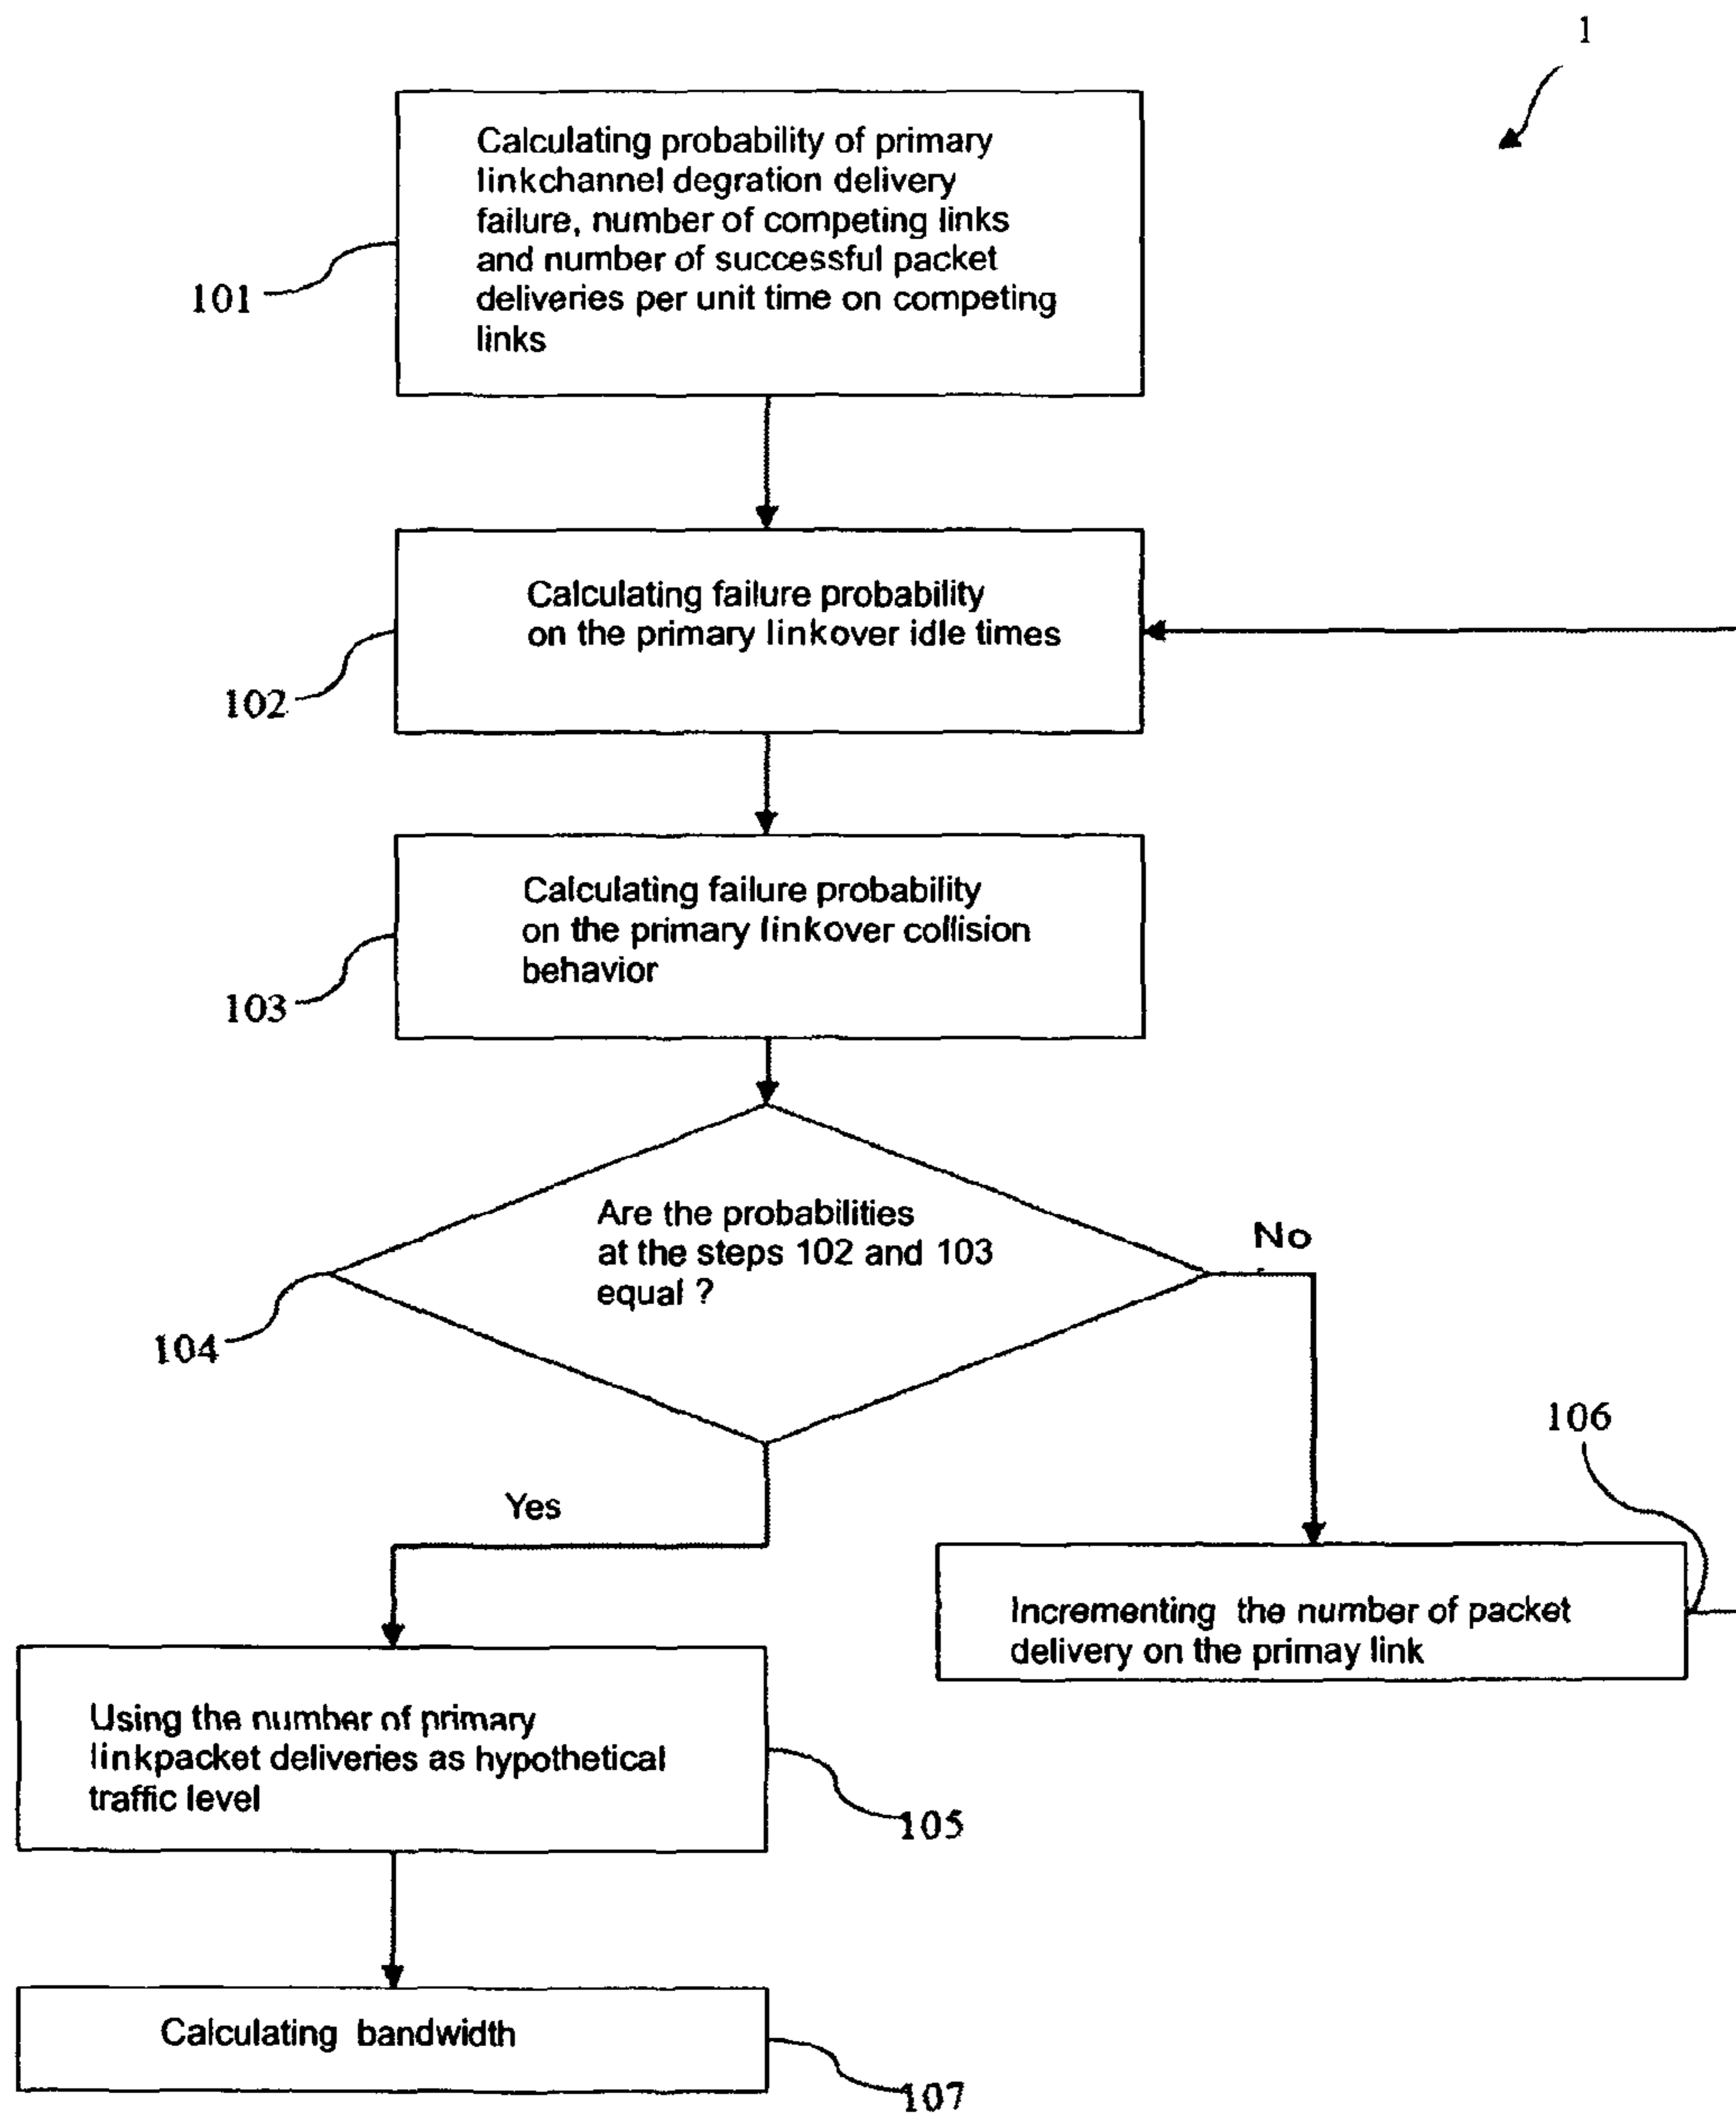 1
Calculating probability of primary
linkchannel degration delivery
failure, number of competing links
and number of successful packet
deliveries per unit time on competing
links
101
Calculating failure probability
on the primary linkover idle times
102
Calculating failure probability
on the primary linkover collision
behavior
103
Are the probabilities
at the steps 102 and 103
equal ?
No
104
106
Yes
Incrementing the number of packet
delivery on the primay link
Using the number of primary
linkpacket deliveries as hypothetical
traffic level
105
Calculating bandwidth
107